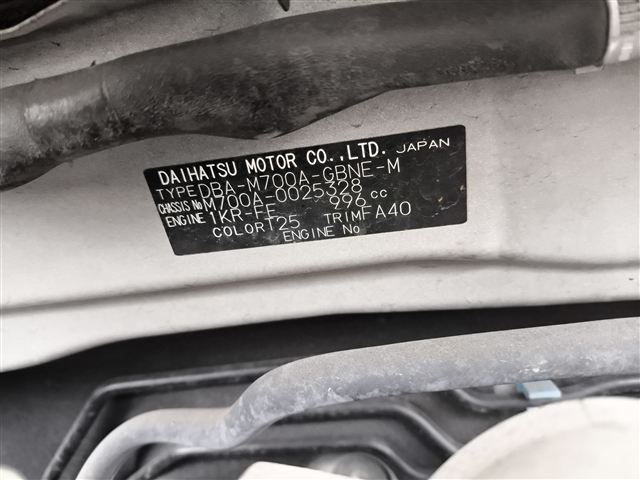 DAIHATSU MOTOR CO.,LTD. JAPAN
TYPE DBA-M700A-GBNE-M
CHASSIS No M700A-0025328
ENGINE 1KR-FE 996 cc
COLOR T25 TRIM FA40
ENGINE No